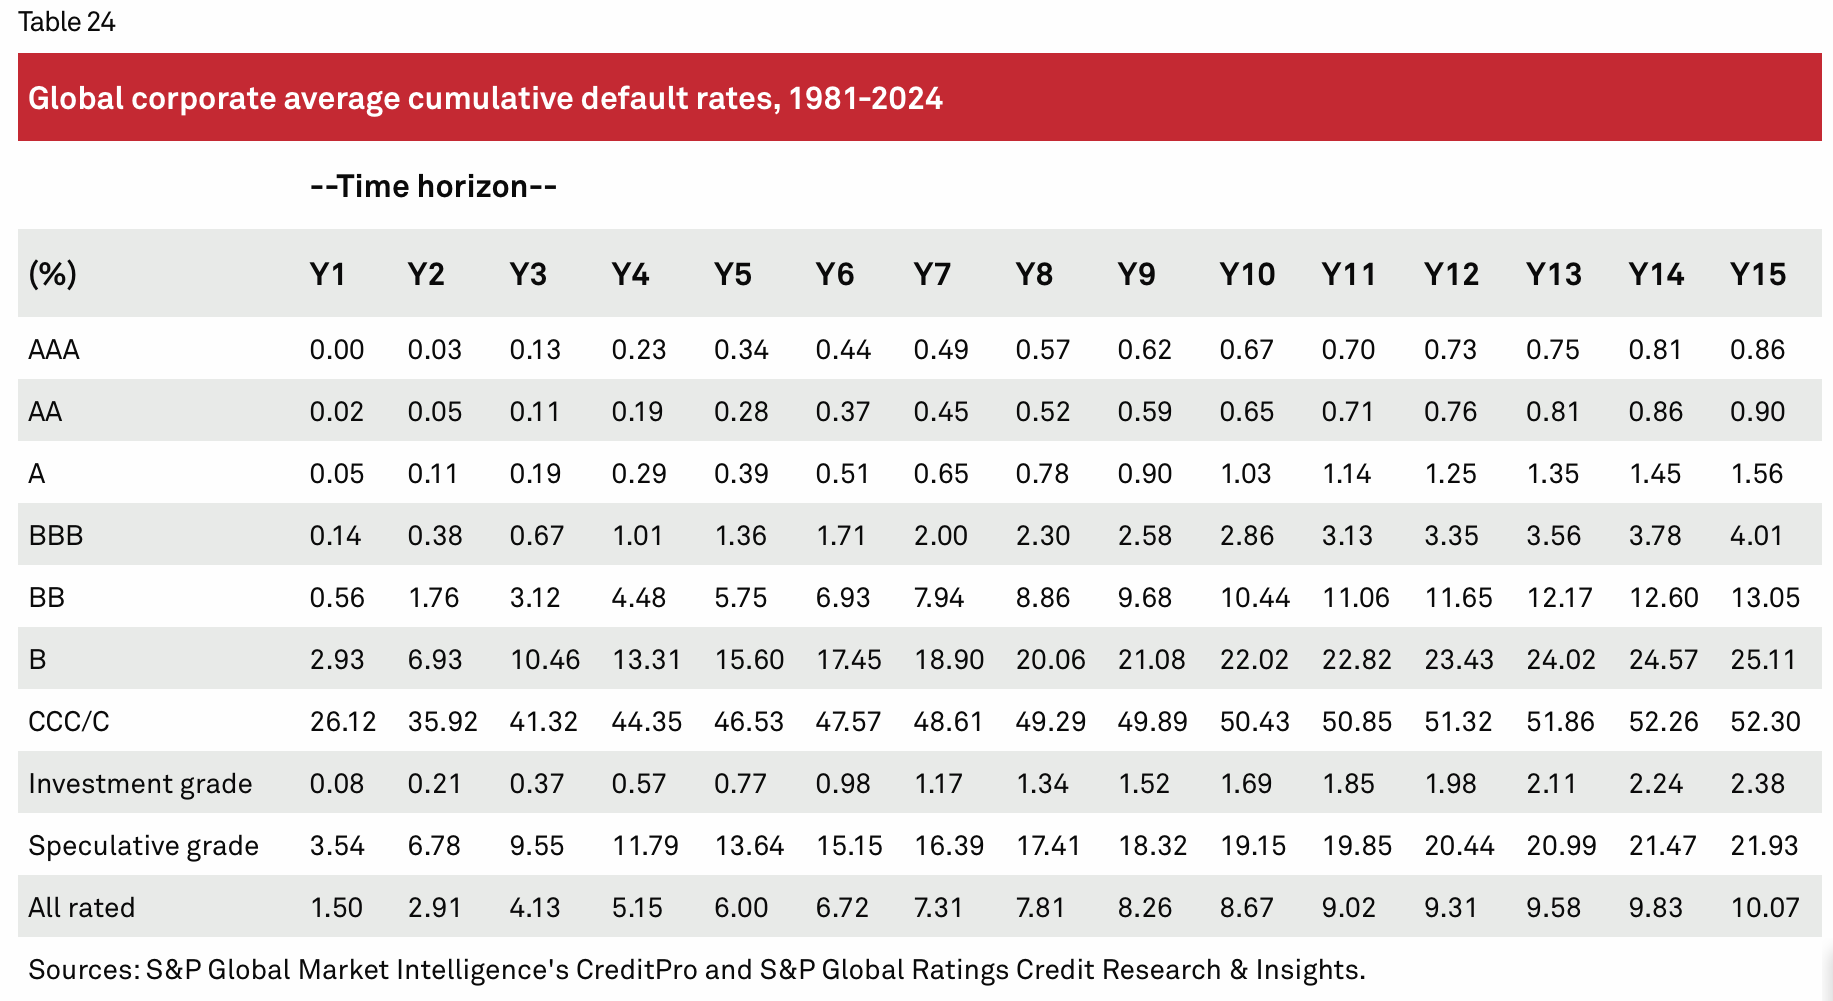 Table 24
Global corporate average cumulative default rates, 1981-2024
--Time horizon--
(%) Y1 Y2 Y3 Y4 Y5 Y6 Y7 Y8 Y9 Y10 Y11 Y12 Y13 Y14 Y15
AAA 0.00 0.03 0.13 0.23 0.34 0.44 0.49 0.57 0.62 0.67 0.70 0.73 0.75 0.81 0.86
AA 0.02 0.05 0.11 0.19 0.28 0.37 0.45 0.52 0.59 0.65 0.71 0.76 0.81 0.86 0.90
A 0.05 0.11 0.19 0.29 0.39 0.51 0.65 0.78 0.90 1.03 1.14 1.25 1.35 1.45 1.56
BBB 0.14 0.38 0.67 1.01 1.36 1.71 2.00 2.30 2.58 2.86 3.13 3.35 3.56 3.78 4.01
BB 0.56 1.76 3.12 4.48 5.75 6.93 7.94 8.86 9.68 10.44 11.06 11.65 12.17 12.60 13.05
B 2.93 6.93 10.46 13.31 15.60 17.45 18.90 20.06 21.08 22.02 22.82 23.43 24.02 24.57 25.11
CCC/C 26.12 35.92 41.32 44.35 46.53 47.57 48.61 49.29 49.89 50.43 50.85 51.32 51.86 52.26 52.30
Investment grade 0.08 0.21 0.37 0.57 0.77 0.98 1.17 1.34 1.52 1.69 1.85 1.98 2.11 2.24 2.38
Speculative grade 3.54 6.78 9.55 11.79 13.64 15.15 16.39 17.41 18.32 19.15 19.85 20.44 20.99 21.47 21.93
All rated 1.50 2.91 4.13 5.15 6.00 6.72 7.31 7.81 8.26 8.67 9.02 9.31 9.58 9.83 10.07
Sources: S&P Global Market Intelligence's CreditPro and S&P Global Ratings Credit Research & Insights.